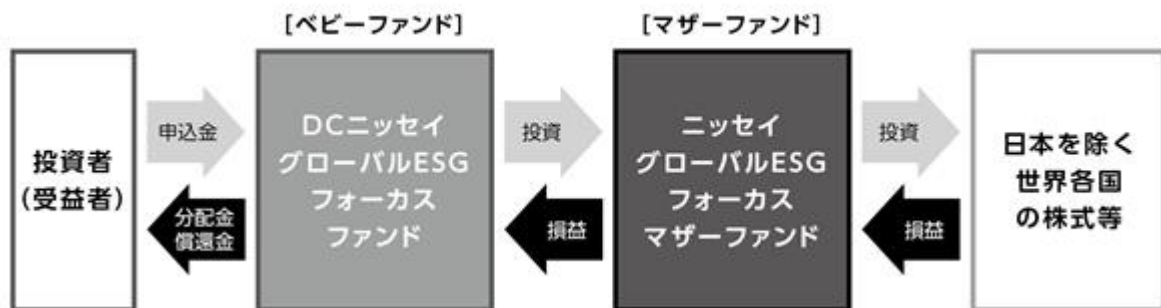 [ベビーファンド]
[マザーファンド]
投資者
(受益者)
申込金
分配金
償還金
DCニッセイ
グローバルESG
フォーカス
ファンド
投資
損益
ニッセイ
グローバルESG
フォーカス
マザーファンド
投資
損益
日本を除く
世界各国
の株式等